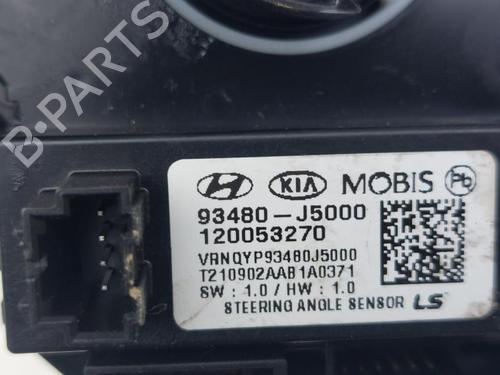 B-PARTS
KIA MOBIS Pb
93480-J5000
120053270
VRNQYP93480J5000
T210902AAB1A0371
SW : 1.0 / HW : 1.0
STEERING ANGLE SENSOR LS